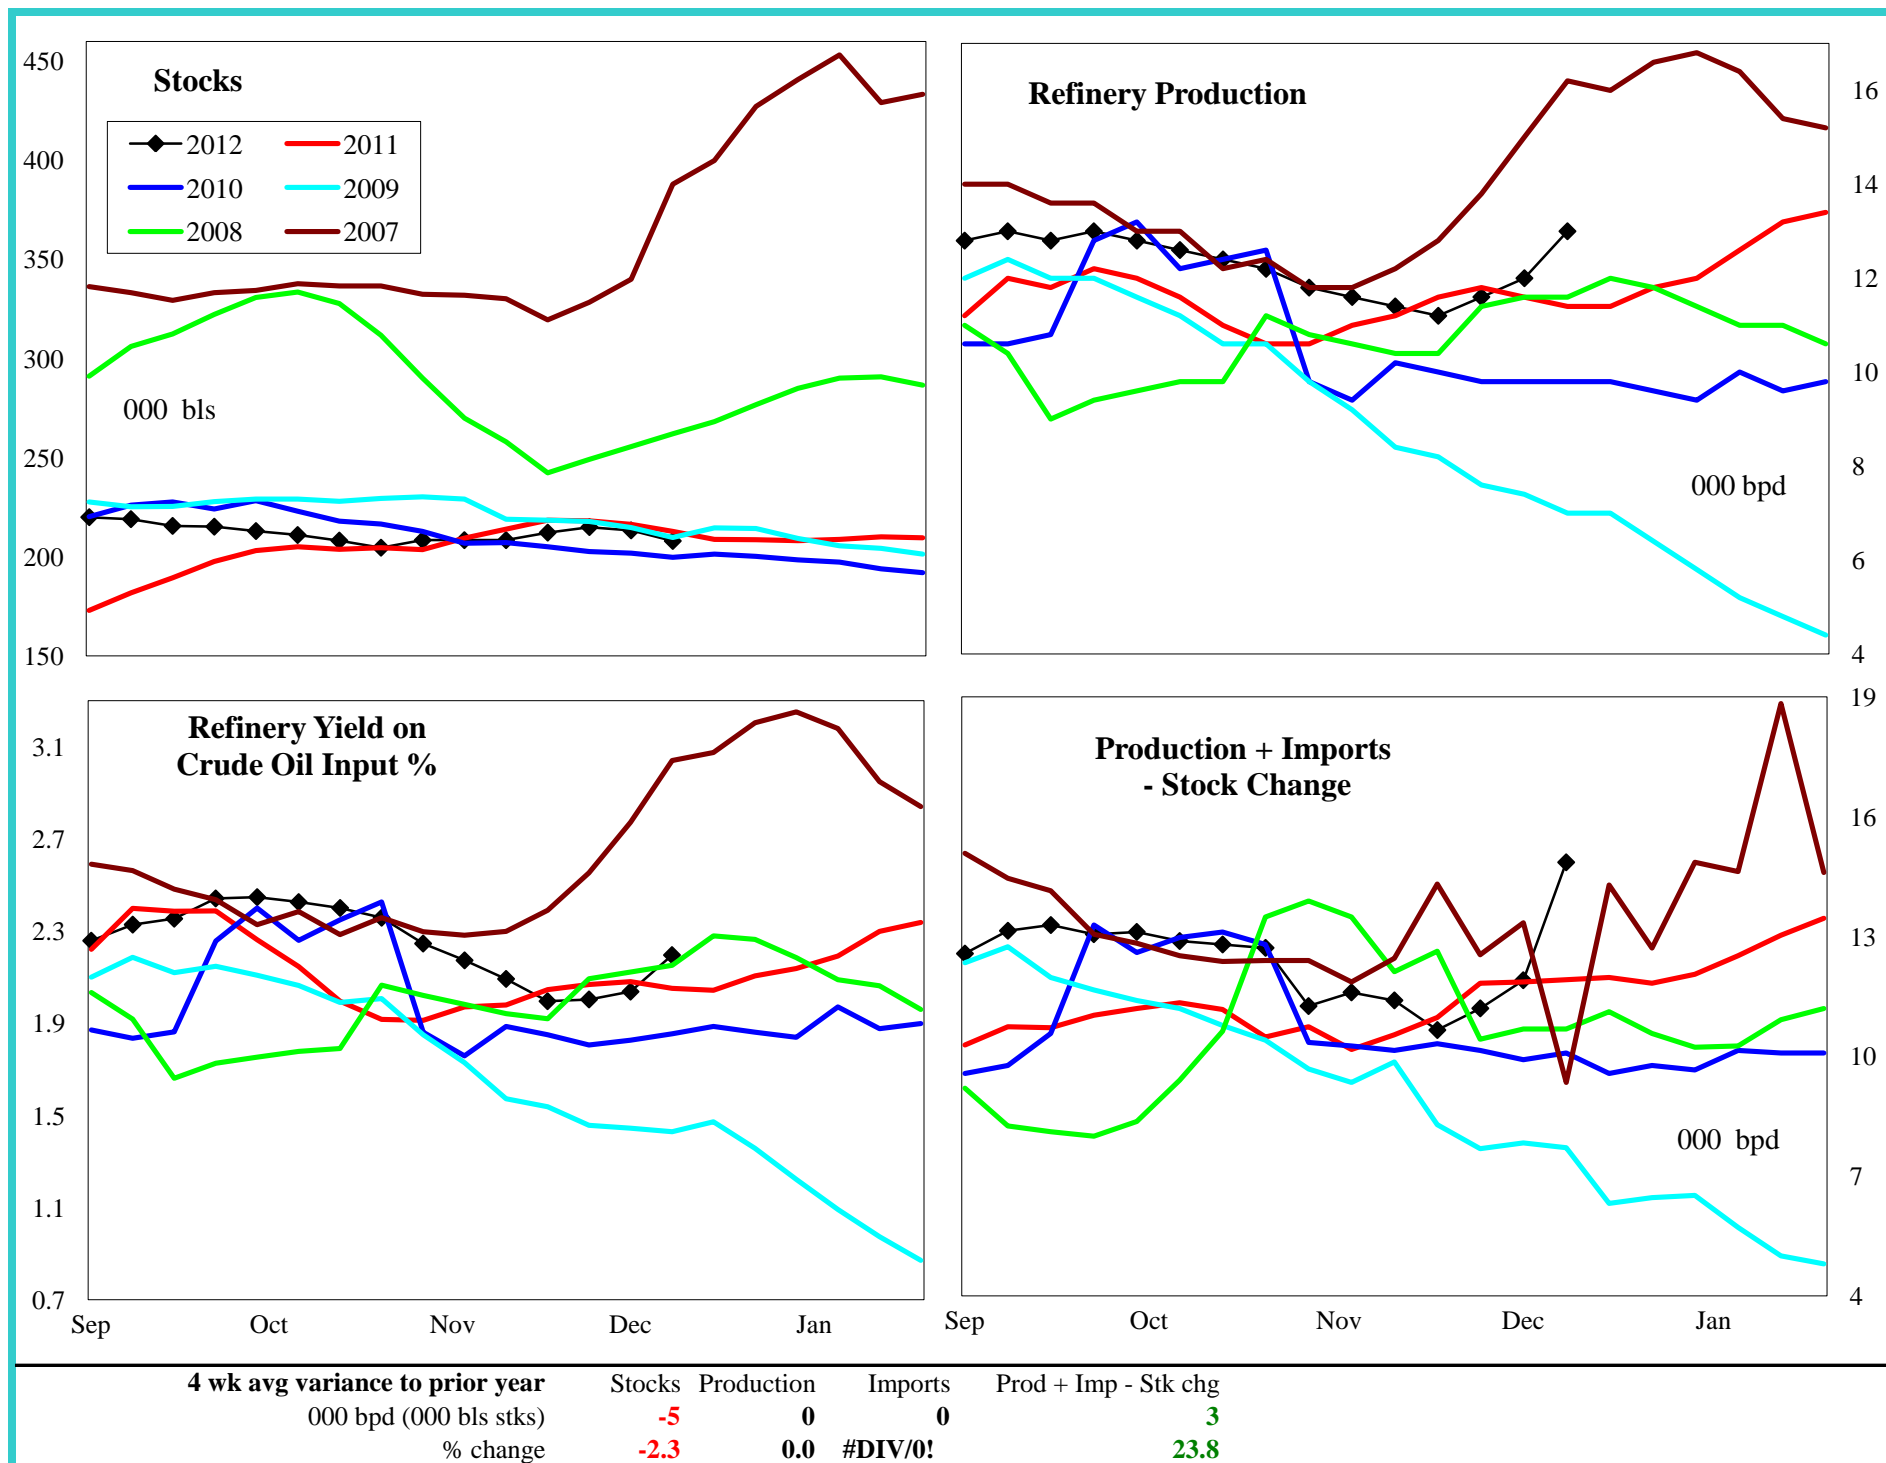 Stocks
450
400
350
300
250
200
150
2012 2011
2010 2009
2008 2007
000 bls
Refinery Production
16
14
12
10
8
6
4
000 bpd
Refinery Yield on
Crude Oil Input %
3.1
2.7
2.3
1.9
1.5
1.1
0.7
Sep Oct Nov Dec Jan
Production + Imports
- Stock Change
19
16
13
10
7
4
000 bpd
Sep Oct Nov Dec Jan
4 wk avg variance to prior year Stocks Production Imports Prod + Imp - Stk chg
000 bpd (000 bls stks) -5 0 0 3
% change -2.3 0.0 #DIV/0! 23.8